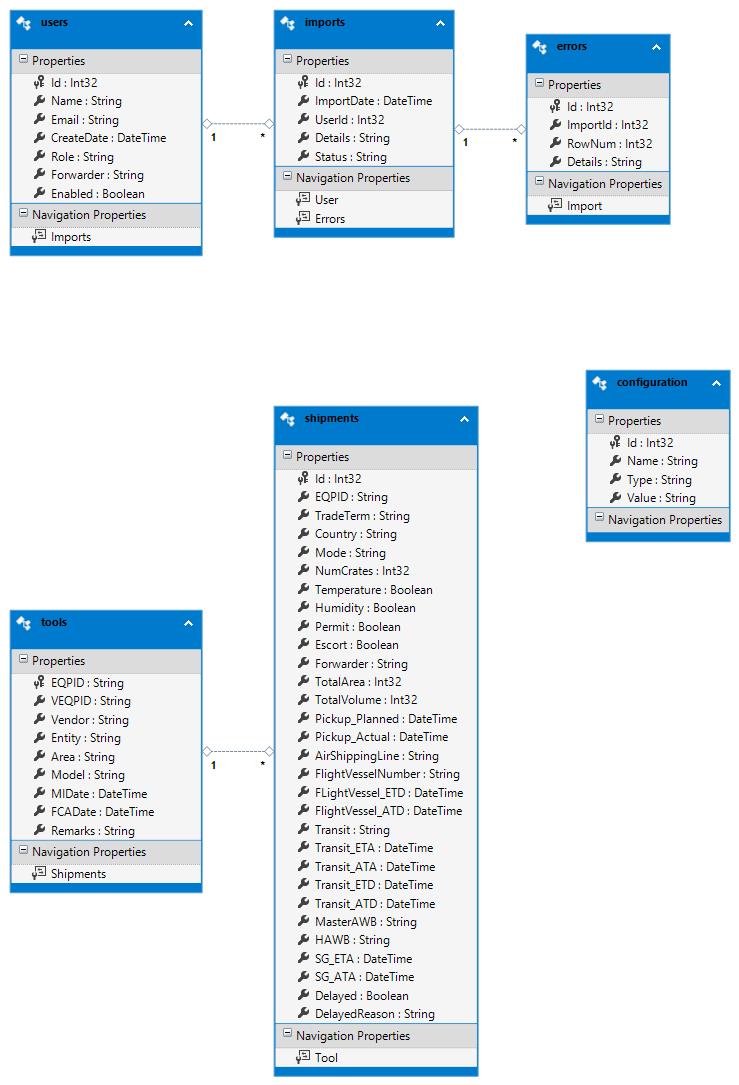 users
Properties
Id : Int32
Name : String
Email : String
CreateDate : DateTime
Role : String
Forwarder : String
Enabled : Boolean
Navigation Properties
Imports
1
*
imports
Properties
Id : Int32
ImportDate : DateTime
UserId : Int32
Details : String
Status : String
Navigation Properties
User
Errors
1
*
errors
Properties
Id : Int32
ImportId : Int32
RowNum : Int32
Details : String
Navigation Properties
Import
configuration
Properties
Id : Int32
Name : String
Type : String
Value : String
Navigation Properties
tools
Properties
EQPID : String
VEQPID : String
Vendor : String
Entity : String
Area : String
Model : String
MIDate : DateTime
FCADate : DateTime
Remarks : String
Navigation Properties
Shipments
1
*
shipments
Properties
Id : Int32
EQPID : String
TradeTerm : String
Country : String
Mode : String
NumCrates : Int32
Temperature : Boolean
Humidity : Boolean
Permit : Boolean
Escort : Boolean
Forwarder : String
TotalArea : Int32
TotalVolume : Int32
Pickup_Planned : DateTime
Pickup_Actual : DateTime
AirShippingLine : String
FlightVesselNumber : String
FLightVessel_ETD : DateTime
FlightVessel_ATD : DateTime
Transit : String
Transit_ETA : DateTime
Transit_ATA : DateTime
Transit_ETD : DateTime
Transit_ATD : DateTime
MasterAWB : String
HAWB : String
SG_ETA : DateTime
SG_ATA : DateTime
Delayed : Boolean
DelayedReason : String
Navigation Properties
Tool